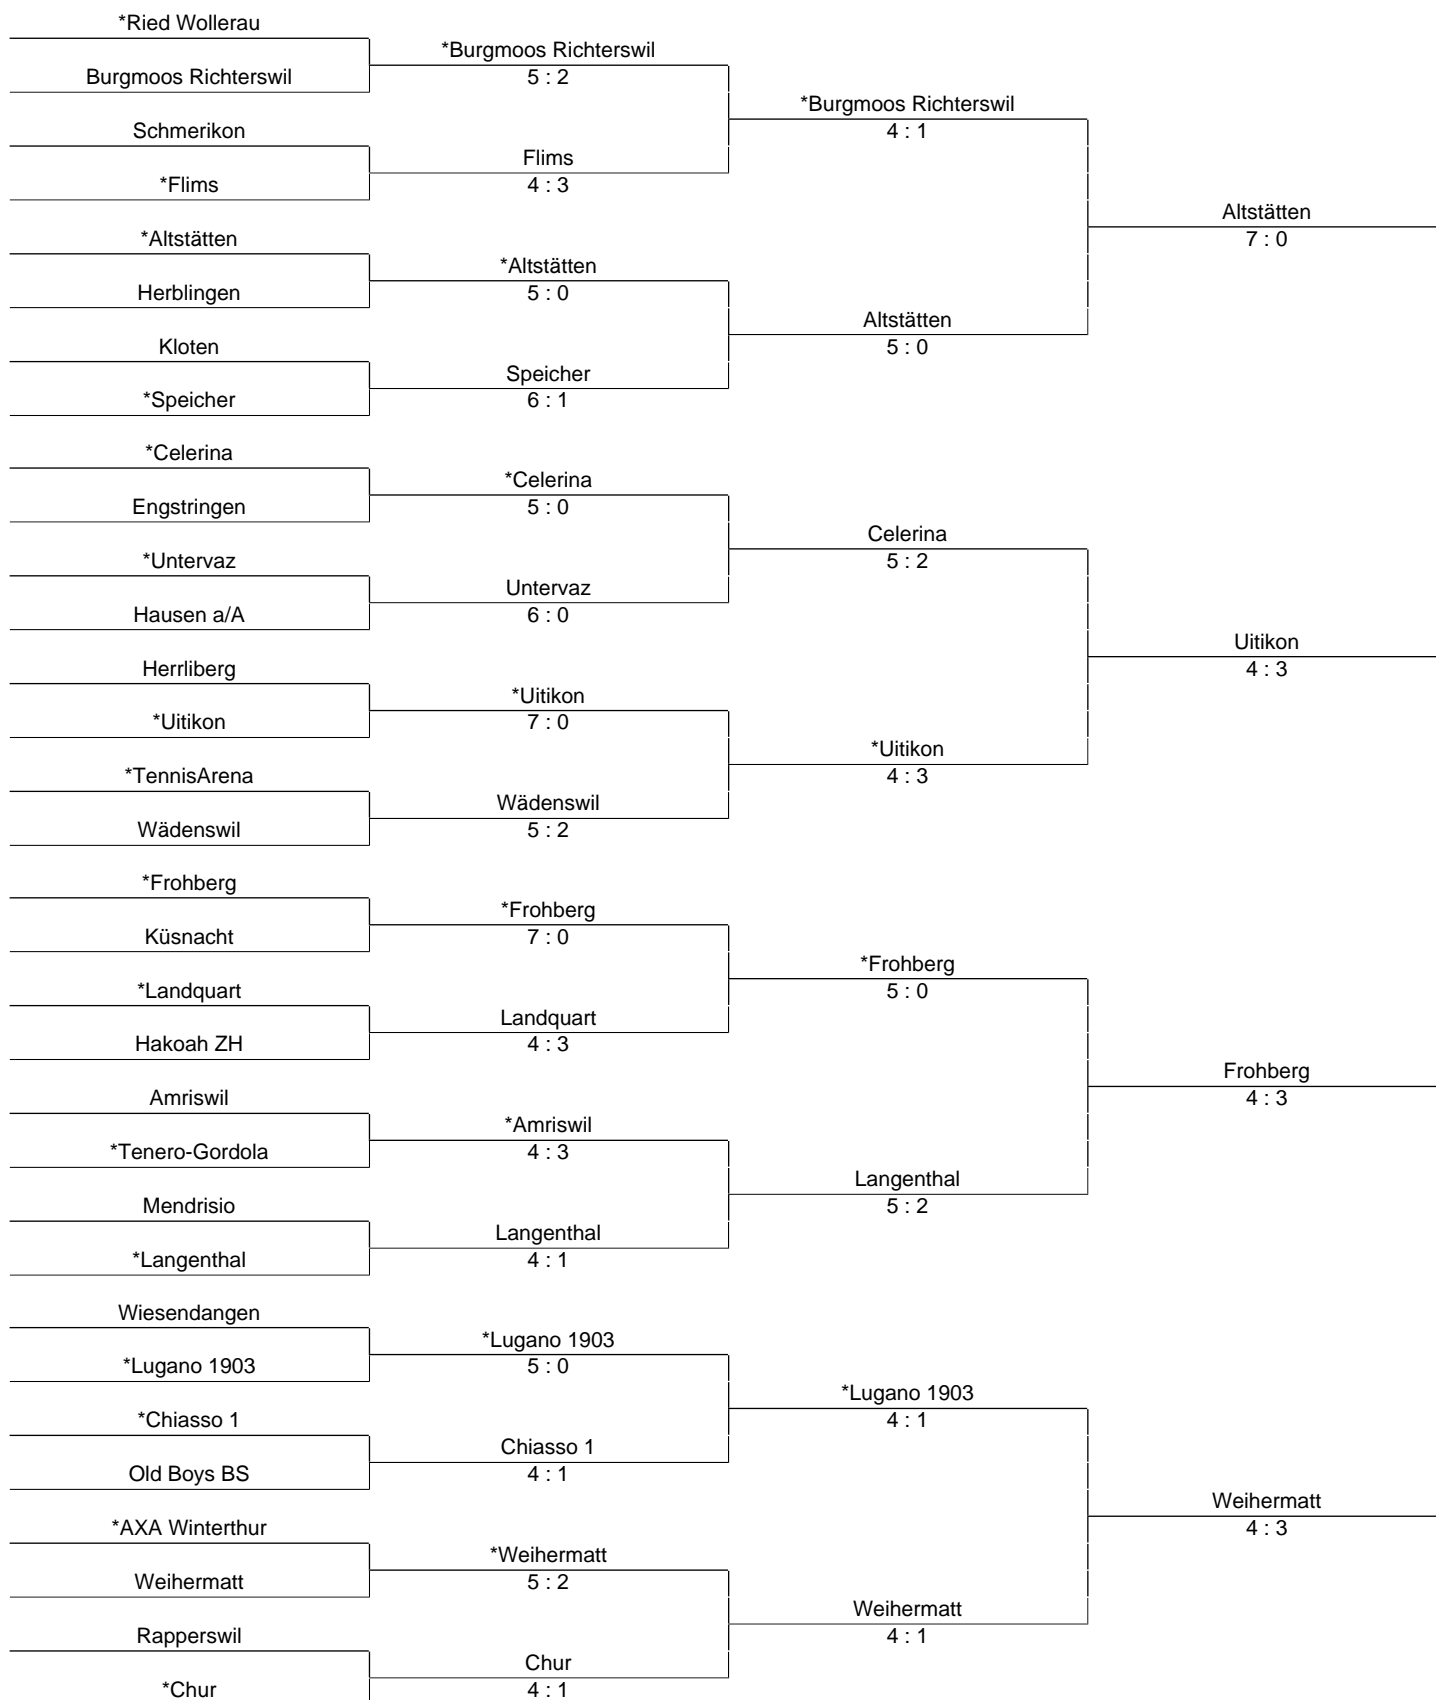 *Ried Wollerau
*Burgmoos Richterswil
Burgmoos Richterswil
5 : 2
*Burgmoos Richterswil
Schmerikon
4 : 1
Flims
*Flims
4 : 3
Altstätten
*Altstätten
7 : 0
*Altstätten
Herblingen
5 : 0
Altstätten
Kloten
5 : 0
Speicher
*Speicher
6 : 1
*Celerina
*Celerina
Engstringen
5 : 0
Celerina
*Untervaz
5 : 2
Untervaz
Hausen a/A
6 : 0
Uitikon
Herrliberg
4 : 3
*Uitikon
*Uitikon
7 : 0
*Uitikon
*TennisArena
4 : 3
Wädenswil
Wädenswil
5 : 2
*Frohberg
*Frohberg
Küsnacht
7 : 0
*Frohberg
*Landquart
5 : 0
Landquart
Hakoah ZH
4 : 3
Frohberg
Amriswil
4 : 3
*Amriswil
*Tenero-Gordola
4 : 3
Langenthal
Mendrisio
5 : 2
Langenthal
*Langenthal
4 : 1
Wiesendangen
*Lugano 1903
*Lugano 1903
5 : 0
*Lugano 1903
*Chiasso 1
4 : 1
Chiasso 1
Old Boys BS
4 : 1
Weihermatt
*AXA Winterthur
4 : 3
*Weihermatt
Weihermatt
5 : 2
Weihermatt
Rapperswil
4 : 1
Chur
*Chur
4 : 1